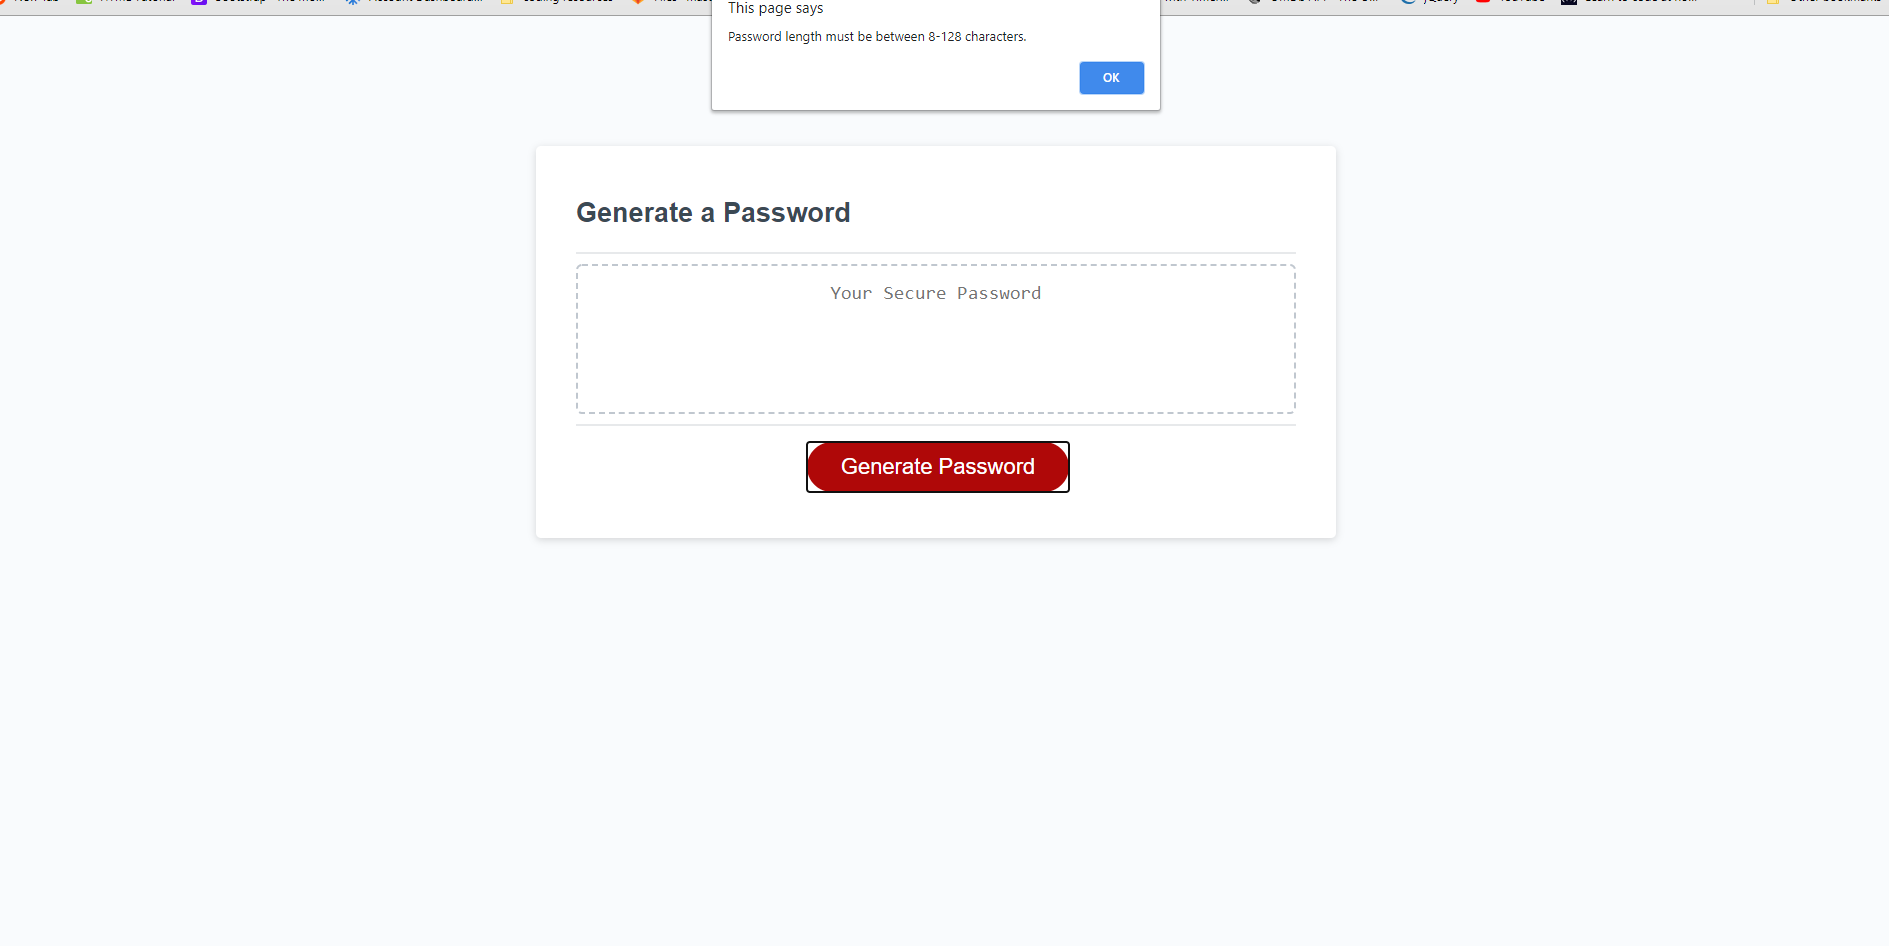 This page says
Password length must be between 8-128 characters.
OK
Generate a Password
Your Secure Password
Generate Password